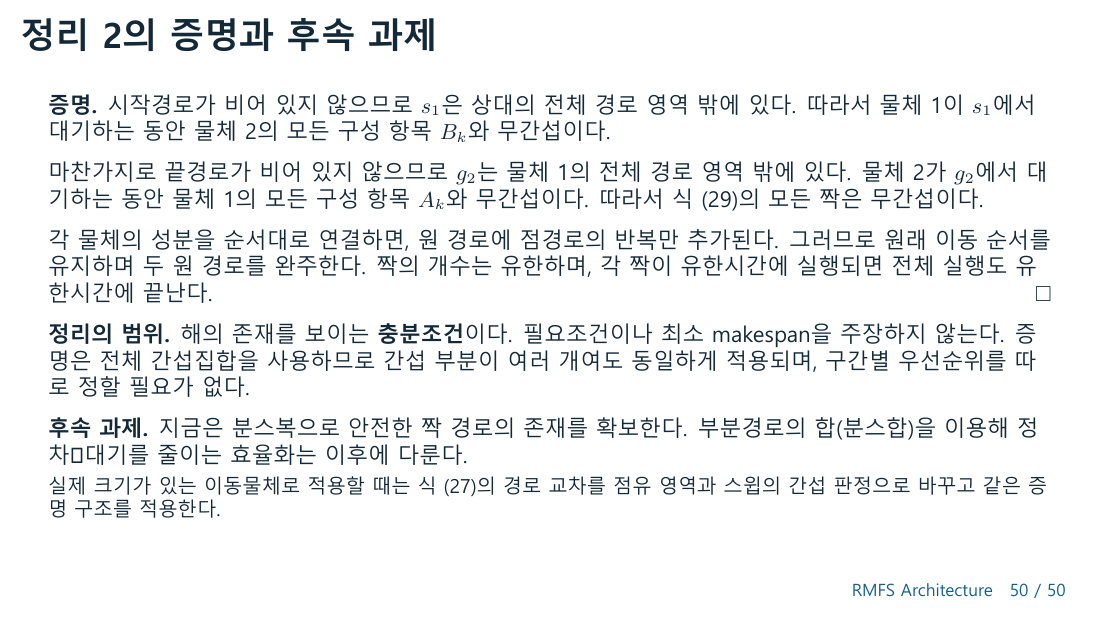 정리 2의 증명과 후속 과제
증명. 시작경로가 비어 있지 않으므로 s₁은 상대의 전체 경로 영역 밖에 있다. 따라서 물체 1이 s₁에서
대기하는 동안 물체 2의 모든 구성 항목 Bₖ와 무간섭이다.
마찬가지로 끝경로가 비어 있지 않으므로 g₂는 물체 1의 전체 경로 영역 밖에 있다. 물체 2가 g₂에서 대
기하는 동안 물체 1의 모든 구성 항목 Aₖ와 무간섭이다. 따라서 식 (29)의 모든 짝은 무간섭이다.
각 물체의 성분을 순서대로 연결하면, 원 경로에 점경로의 반복만 추가된다. 그러므로 원래 이동 순서를
유지하며 두 원 경로를 완주한다. 짝의 개수는 유한하며, 각 짝이 유한시간에 실행되면 전체 실행도 유
한시간에 끝난다. □
정리의 범위. 해의 존재를 보이는 충분조건이다. 필요조건이나 최소 makespan을 주장하지 않는다. 증
명은 전체 간섭집합을 사용하므로 간섭 부분이 여러 개여도 동일하게 적용되며, 구간별 우선순위를 따
로 정할 필요가 없다.
후속 과제. 지금은 분스복으로 안전한 짝 경로의 존재를 확보한다. 부분경로의 합(분스합)을 이용해 정
차▯대기를 줄이는 효율화는 이후에 다룬다.
실제 크기가 있는 이동물체로 적용할 때는 식 (27)의 경로 교차를 점유 영역과 스윕의 간섭 판정으로 바꾸고 같은 증
명 구조를 적용한다.
RMFS Architecture 50 / 50